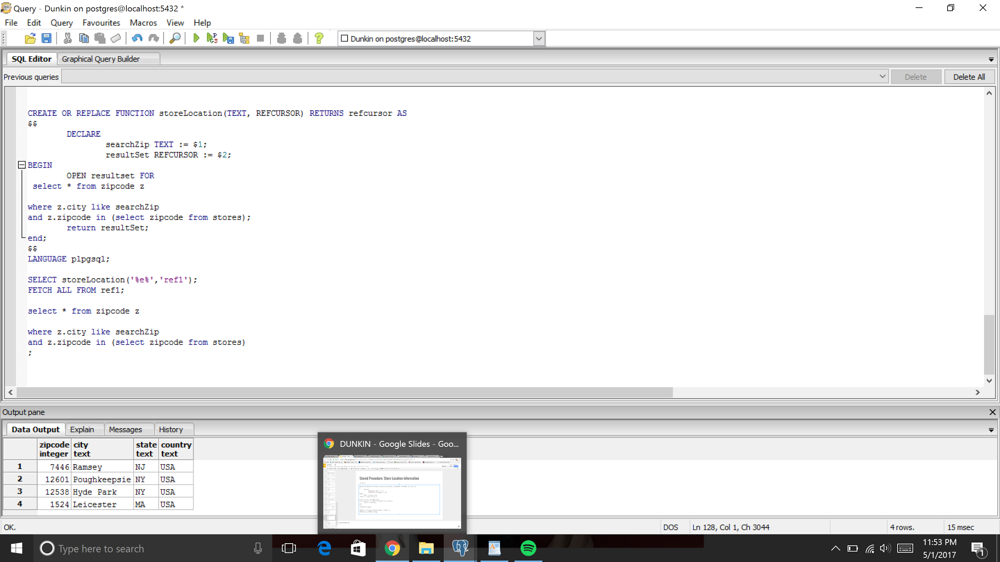 Query - Dunkin on postgres@localhost:5432 *
File Edit Query Favourites Macros View Help
Dunkin on postgres@localhost:5432
SQL Editor Graphical Query Builder
Previous queries Delete Delete All
CREATE OR REPLACE FUNCTION storeLocation(TEXT, REFCURSOR) RETURNS refcursor AS
$$
DECLARE
searchZip TEXT := $1;
resultSet REFCURSOR := $2;
BEGIN
OPEN resultset FOR
select * from zipcode z
where z.city like searchZip
and z.zipcode in (select zipcode from stores);
return resultSet;
end;
$$
LANGUAGE plpgsql;
SELECT storeLocation('%e%','ref1');
FETCH ALL FROM ref1;
select * from zipcode z
where z.city like searchZip
and z.zipcode in (select zipcode from stores)
;
Output pane
Data Output Explain Messages History
zipcode city state country
integer text text text
1 7446 Ramsey NJ USA
2 12601 Poughkeepsie NY USA
3 12538 Hyde Park NY USA
4 1524 Leicester MA USA
DUNKIN - Google Slides - Goo...
Stored Procedure: Store Location Information
OK. DOS Ln 128, Col 1, Ch 3044 4 rows. 15 msec
Type here to search
11:53 PM
5/1/2017
1